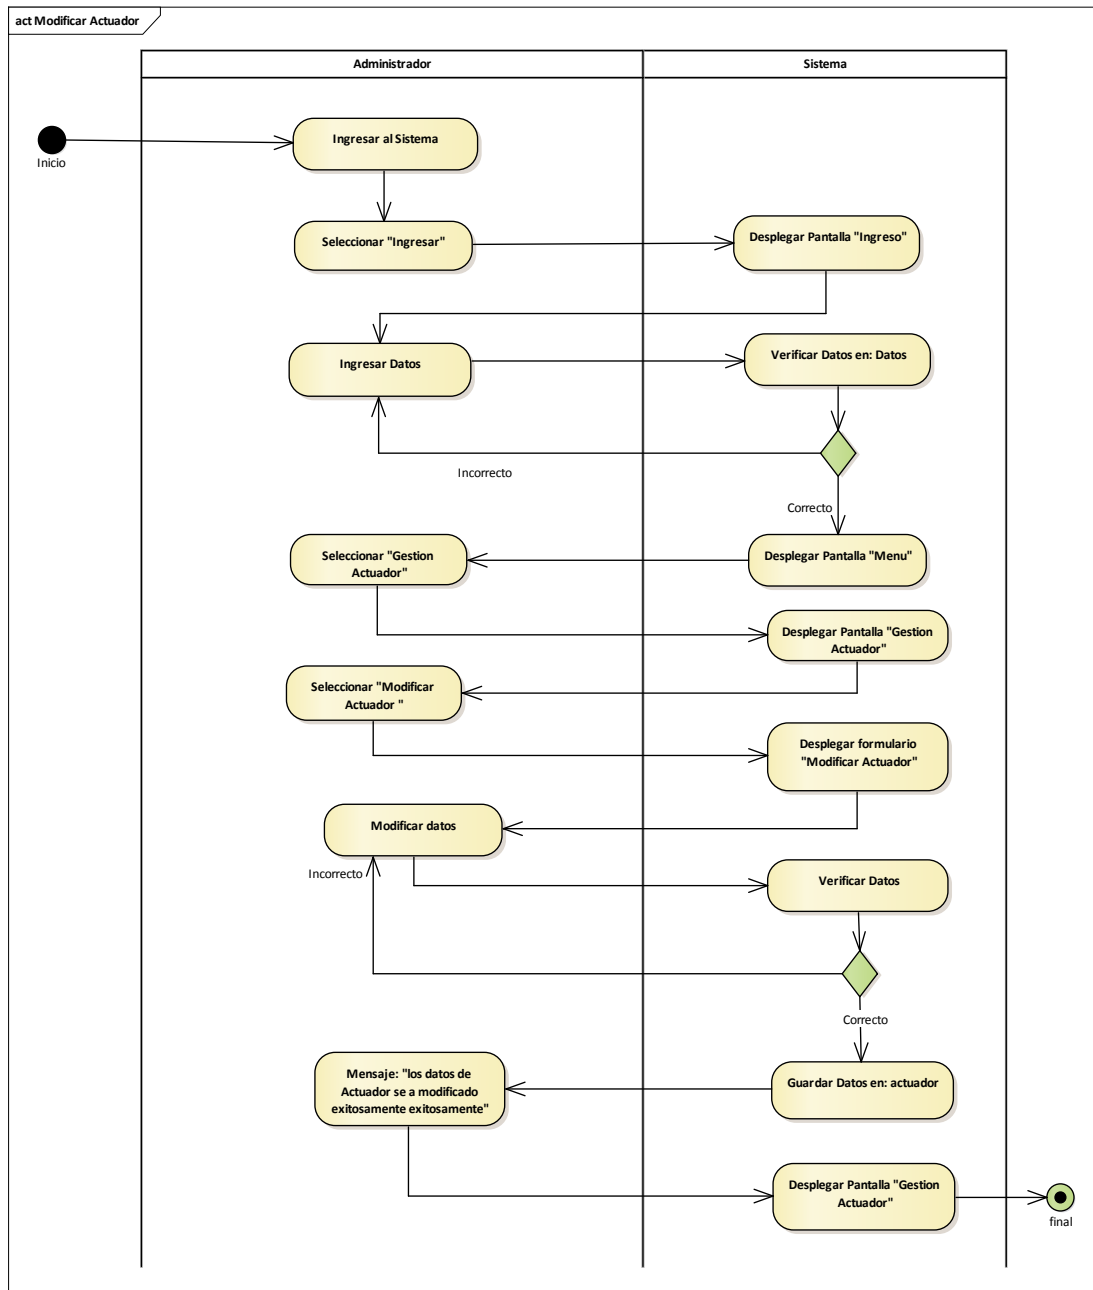 act Modificar Actuador
Administrador
Sistema
Inicio
Ingresar al Sistema
Seleccionar "Ingresar"
Desplegar Pantalla "Ingreso"
Ingresar Datos
Verificar Datos en: Datos
Incorrecto
Correcto
Seleccionar "Gestion
Actuador"
Desplegar Pantalla "Menu"
Desplegar Pantalla "Gestion
Actuador"
Seleccionar "Modificar
Actuador "
Desplegar formulario
"Modificar Actuador"
Modificar datos
Incorrecto
Verificar Datos
Correcto
Mensaje: "los datos de
Actuador se a modificado
exitosamente exitosamente"
Guardar Datos en: actuador
Desplegar Pantalla "Gestion
Actuador"
final